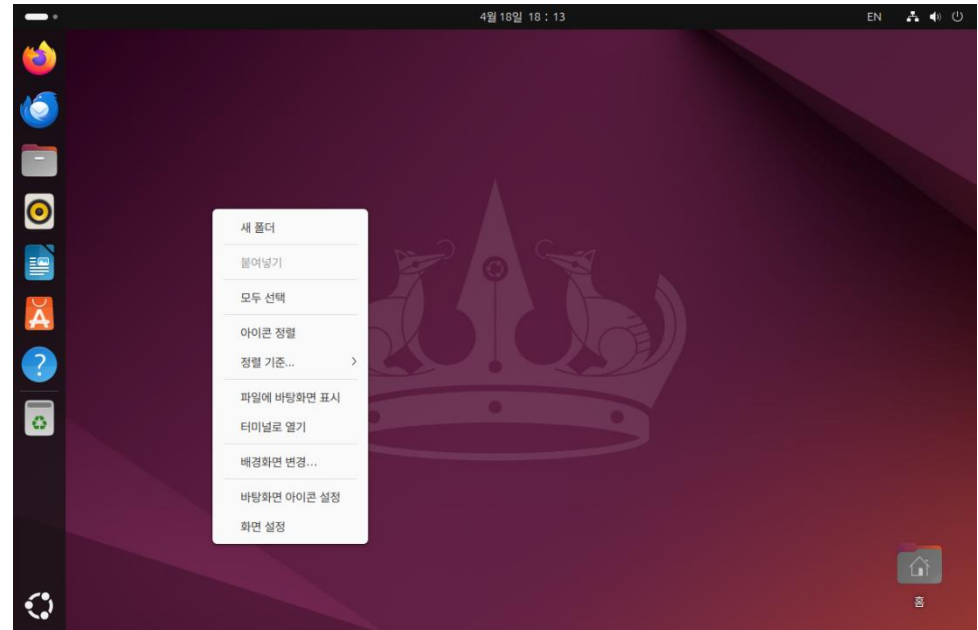 4월 18일 18 : 13
EN
새 폴더
붙여넣기
모두 선택
아이콘 정렬
정렬 기준...
파일에 바탕화면 표시
터미널로 열기
배경화면 변경...
바탕화면 아이콘 설정
화면 설정
홈